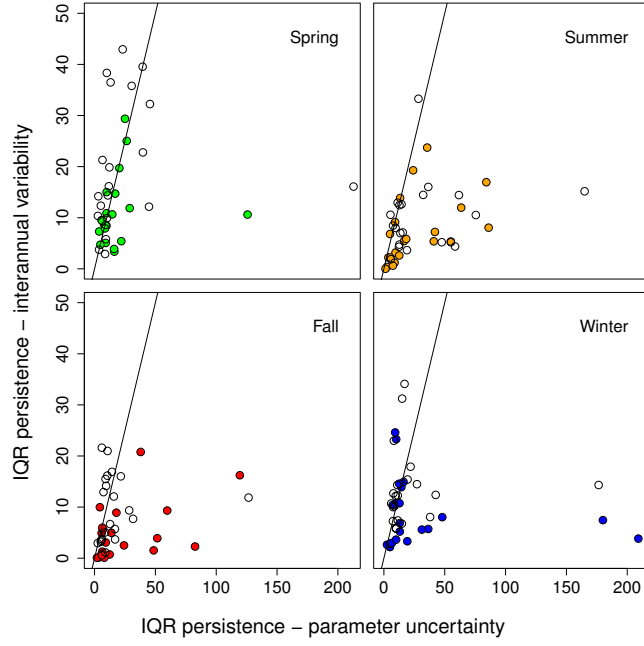 Spring
Summer
0 10 20 30 40 50
Fall
Winter
0 10 20 30 40 50
0 50 100 150 200
0 50 100 150 200
IQR persistence − interannual variability
IQR persistence − parameter uncertainty